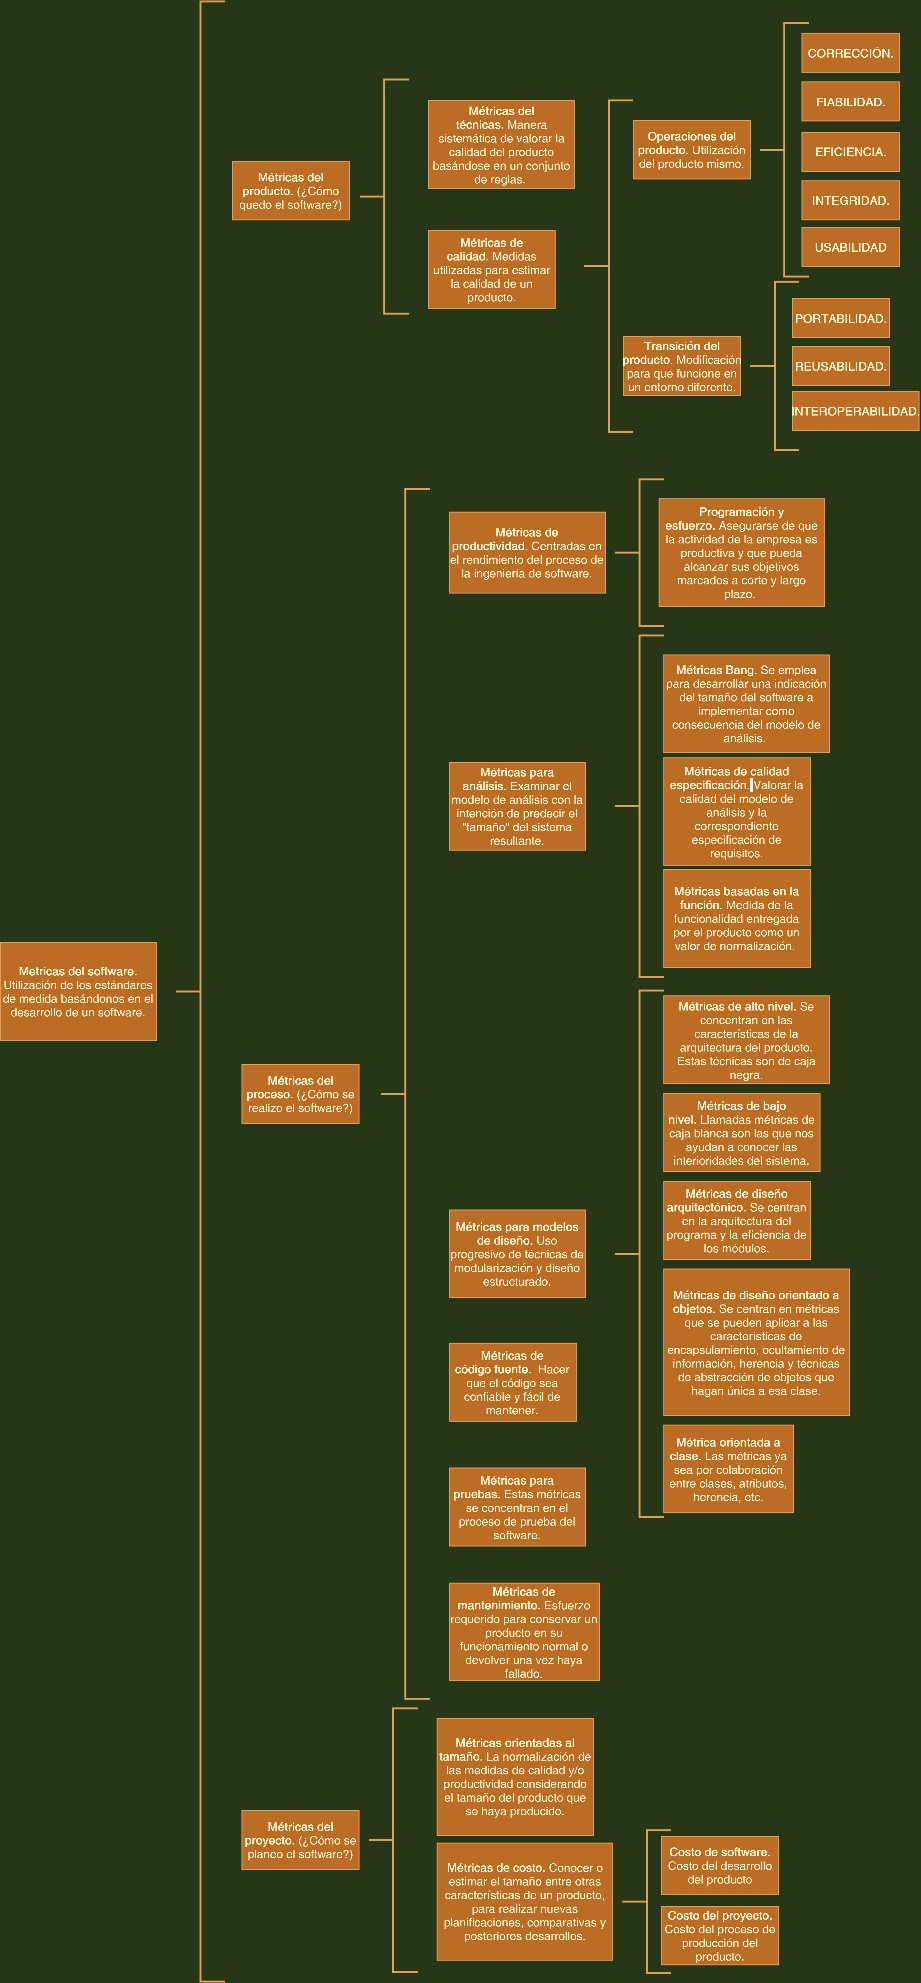 Metricas del software.
Utilización de los estándares
de medida basándonos en el
desarrollo de un software.
Métricas del
producto. (¿Cómo
quedo el software?)
Métricas del
técnicas. Manera
sistemática de valorar la
calidad del producto
basándose en un conjunto
de reglas.
Métricas de
calidad. Medidas
utilizadas para estimar
la calidad de un
producto.
Operaciones del
producto. Utilización
del producto mismo.
CORRECCIÓN.
FIABILIDAD.
EFICIENCIA.
INTEGRIDAD.
USABILIDAD
Transición del
producto. Modificación
para que funcione en
un entorno diferente.
PORTABILIDAD.
REUSABILIDAD.
INTEROPERABILIDAD.
Métricas del
proceso. (¿Cómo se
realizo el software?)
Métricas de
productividad. Centradas en
el rendimiento del proceso de
la ingeniería de software.
Programación y
esfuerzo. Asegurarse de que
la actividad de la empresa es
productiva y que pueda
alcanzar sus objetivos
marcados a corto y largo
plazo.
Métricas para
análisis. Examinar el
modelo de análisis con la
intención de predecir el
"tamaño" del sistema
resultante.
Métricas Bang. Se emplea
para desarrollar una indicación
del tamaño del software a
implementar como
consecuencia del modelo de
análisis.
Métricas de calidad
especificación. Valorar la
calidad del modelo de
análisis y la
correspondiente
especificación de
requisitos.
Métricas basadas en la
función. Medida de la
funcionalidad entregada
por el producto como un
valor de normalización.
Métricas para modelos
de diseño. Uso
progresivo de técnicas de
modularización y diseño
estructurado.
Métricas de alto nivel. Se
concentran en las
características de la
arquitectura del producto.
Estas técnicas son de caja
negra.
Métricas de bajo
nivel. Llamadas métricas de
caja blanca son las que nos
ayudan a conocer las
interioridades del sistema.
Métricas de diseño
arquitectónico. Se centran
en la arquitectura del
programa y la eficiencia de
los módulos.
Métricas de diseño orientado a
objetos. Se centran en métricas
que se pueden aplicar a las
características de
encapsulamiento, ocultamiento de
información, herencia y técnicas
de abstracción de objetos que
hagan única a esa clase.
Métrica orientada a
clase. Las métricas ya
sea por colaboración
entre clases, atributos,
herencia, etc.
Métricas de
código fuente. Hacer
que el código sea
confiable y fácil de
mantener.
Métricas para
pruebas. Estas métricas
se concentran en el
proceso de prueba del
software.
Métricas de
mantenimiento. Esfuerzo
requerido para conservar un
producto en su
funcionamiento normal o
devolver una vez haya
fallado.
Métricas del
proyecto. (¿Cómo se
planeo el software?)
Métricas orientadas al
tamaño. La normalización de
las medidas de calidad y/o
productividad considerando
el tamaño del producto que
se haya producido.
Métricas de costo. Conocer o
estimar el tamaño entre otras
características de un producto,
para realizar nuevas
planificaciones, comparativas y
posteriores desarrollos.
Costo de software.
Costo del desarrollo
del producto
Costo del proyecto.
Costo del proceso de
producción del
producto.